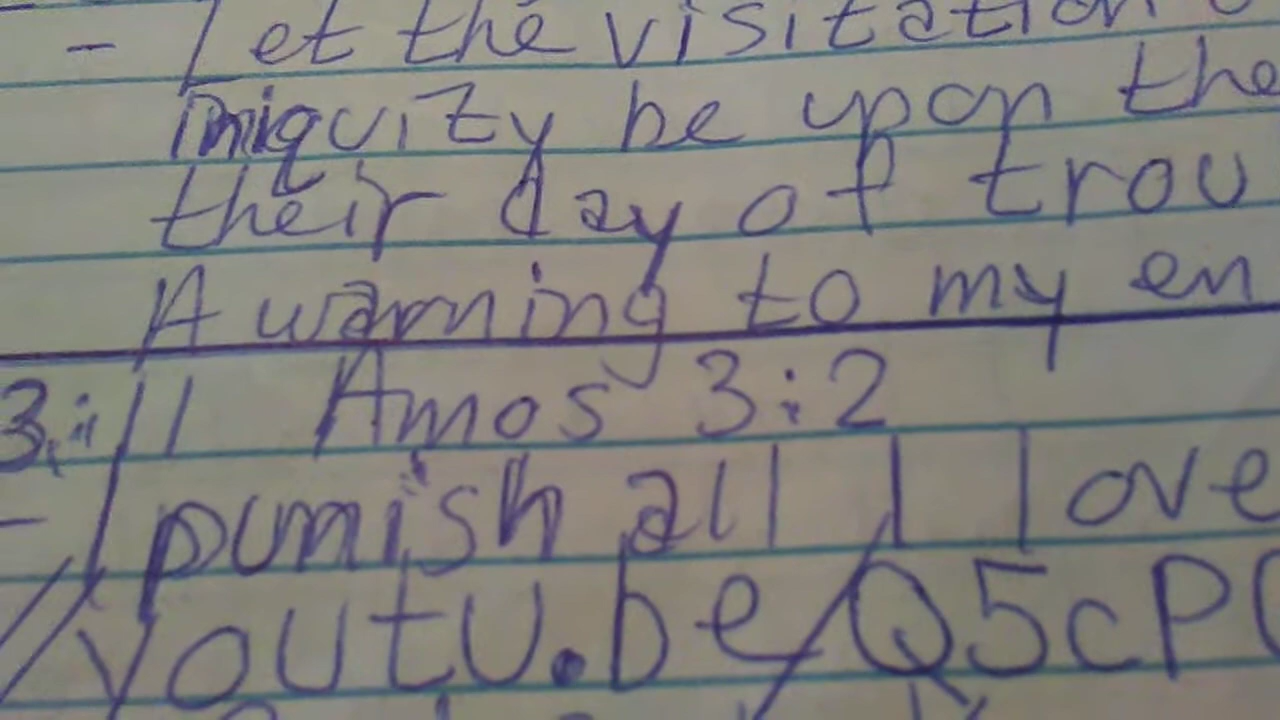 - Let the visitation
iniquity be upon the
their day of trou
A warning to my en
3:11 Amos 3:2
- I punish all I love
//youtu.be/Q5cP